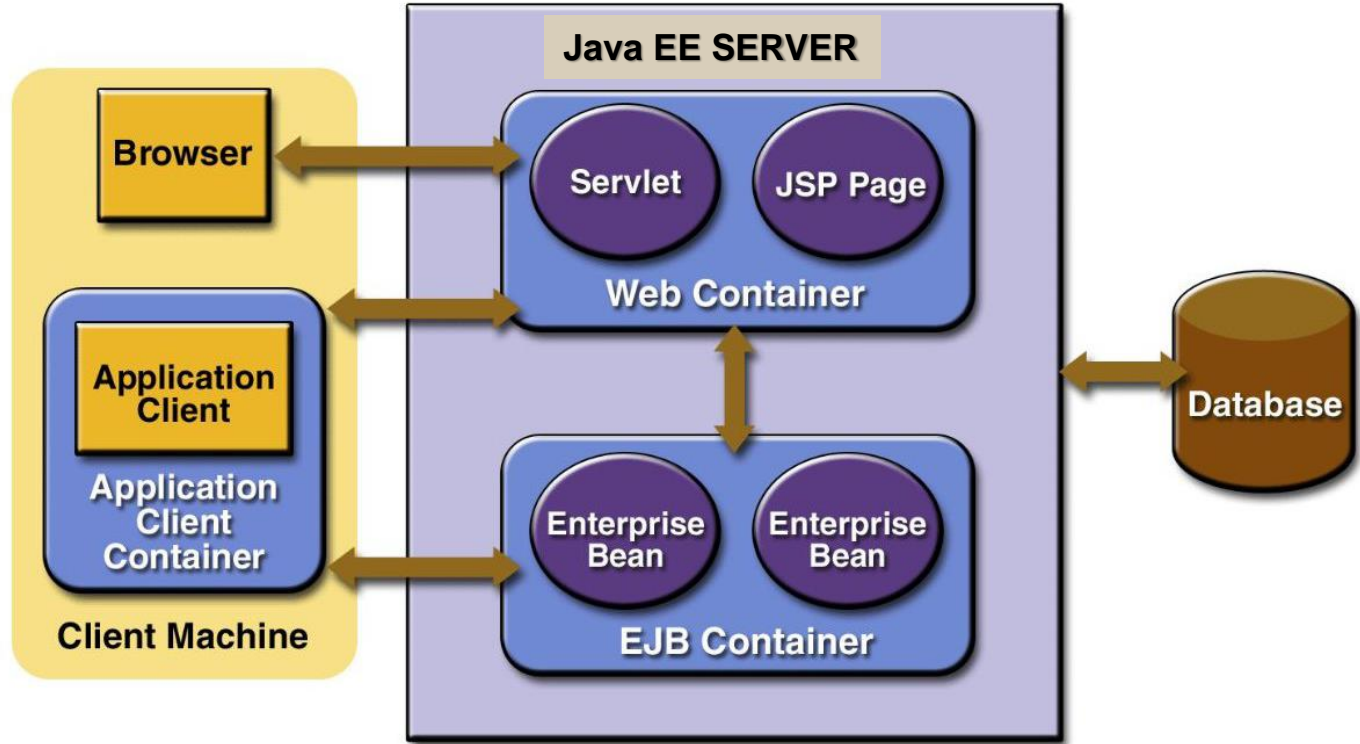 Java EE SERVER
Browser
Servlet
JSP Page
Web Container
Application
Client
Application
Client
Container
Client Machine
Enterprise
Bean
Enterprise
Bean
EJB Container
Database